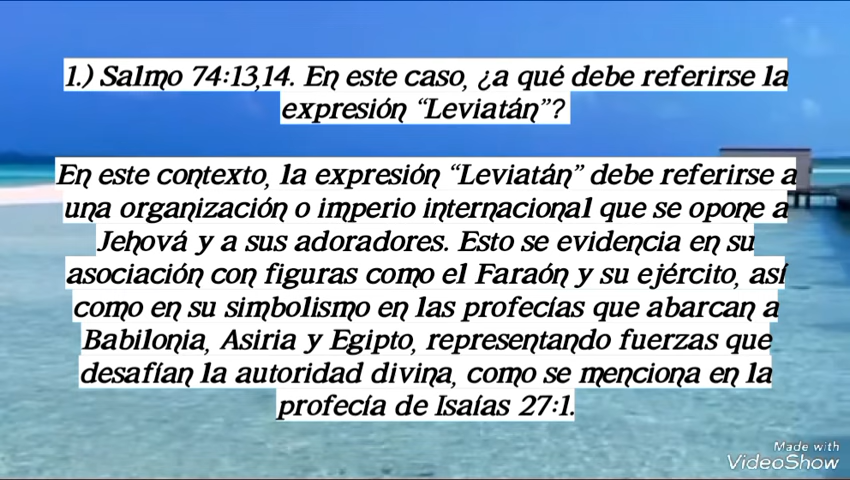 1.) Salmo 74:13,14. En este caso, ¿a qué debe referirse la
expresión “Leviatán”?
En este contexto, la expresión “Leviatán” debe referirse a
una organización o imperio internacional que se opone a
Jehová y a sus adoradores. Esto se evidencia en su
asociación con figuras como el Faraón y su ejército, así
como en su simbolismo en las profecías que abarcan a
Babilonia, Asiria y Egipto, representando fuerzas que
desafían la autoridad divina, como se menciona en la
profecía de Isaías 27:1.
Made with
VideoShow